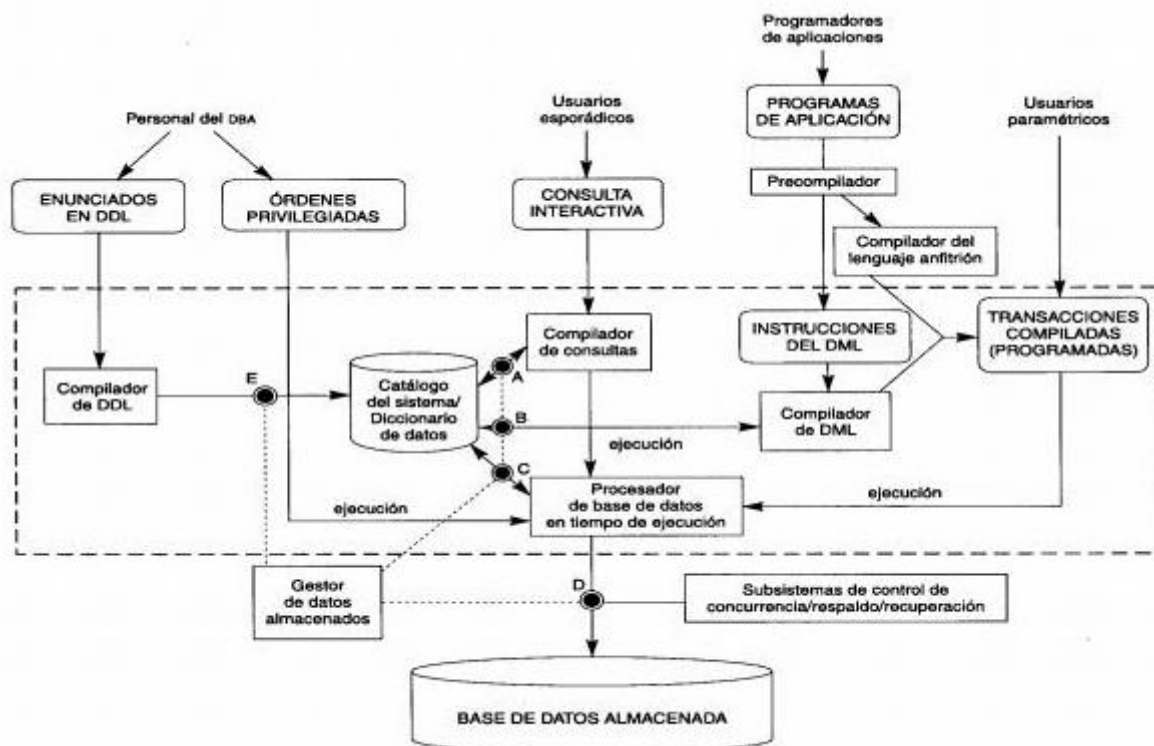 Programadores
de aplicaciones
Personal del DBA
Usuarios
esporádicos
PROGRAMAS
DE APLICACIÓN
Usuarios
paramétricos
ENUNCIADOS
EN DDL
ÓRDENES
PRIVILEGIADAS
CONSULTA
INTERACTIVA
Precompilador
Compilador del
lenguaje anfitrión
Compilador
de DDL
E
Catálogo
del sistema/
Diccionario
de datos
Compilador
de consultas
A
B
C
INSTRUCCIONES
DEL DML
TRANSACCIONES
COMPILADAS
(PROGRAMADAS)
Compilador
de DML
ejecución
ejecución
Procesador
de base de datos
en tiempo de ejecución
ejecución
Gestor
de datos
almacenados
D
Subsistemas de control de
concurrencia/respaldo/recuperación
BASE DE DATOS ALMACENADA